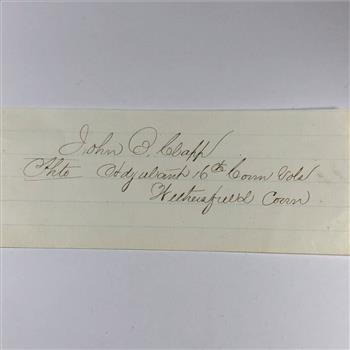 John B. Clapp
Adjutant 16th Conn Vols
Wethersfield Conn